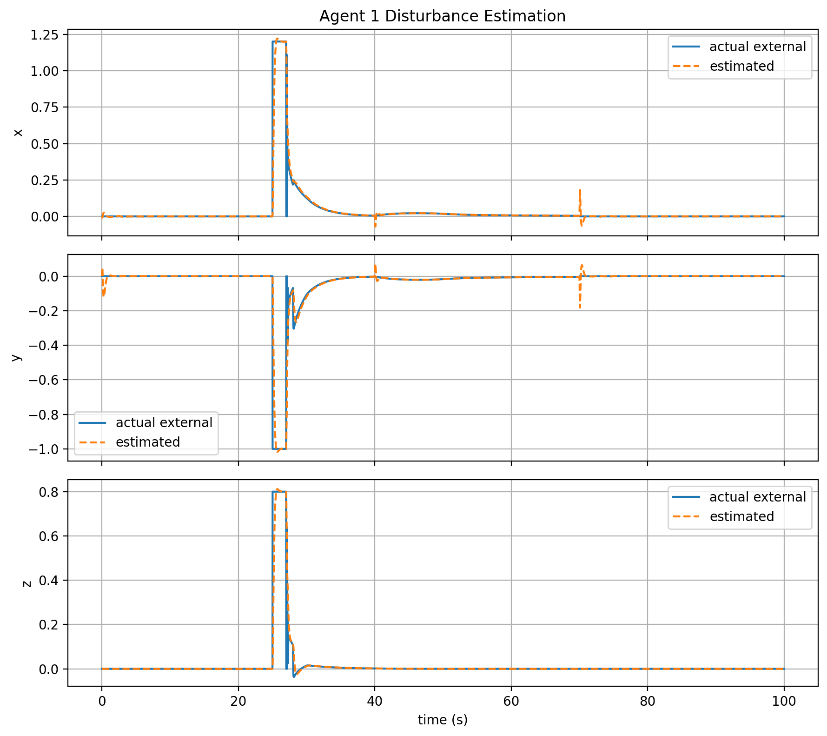 Agent 1 Disturbance Estimation
1.25
1.00
0.75
0.50
0.25
0.00
x
actual external
estimated
0.0
−0.2
−0.4
−0.6
−0.8
−1.0
y
actual external
estimated
0.8
0.6
0.4
0.2
0.0
z
actual external
estimated
0 20 40 60 80 100
time (s)